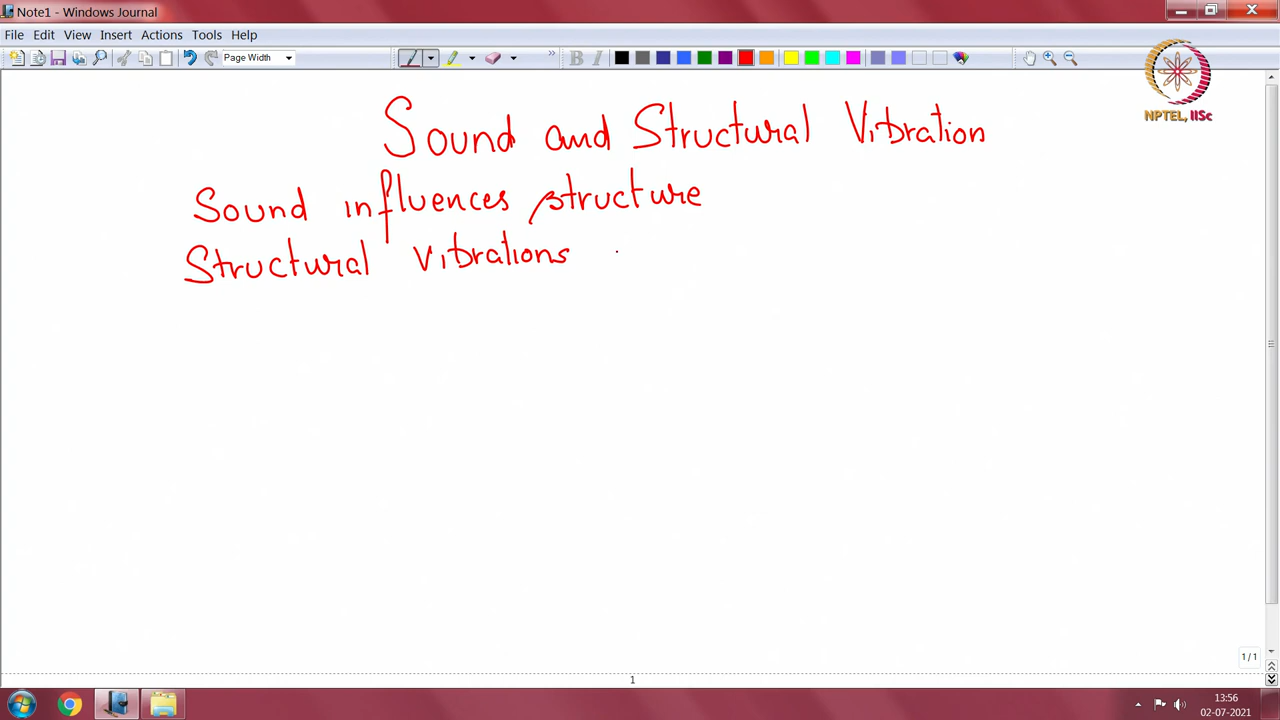 Note1 - Windows Journal
File Edit View Insert Actions Tools Help
Page Width
NPTEL, IISc
Sound and Structural Vibration
Sound influences structure
Structural vibrations
1/1
1
13:56
02-07-2021